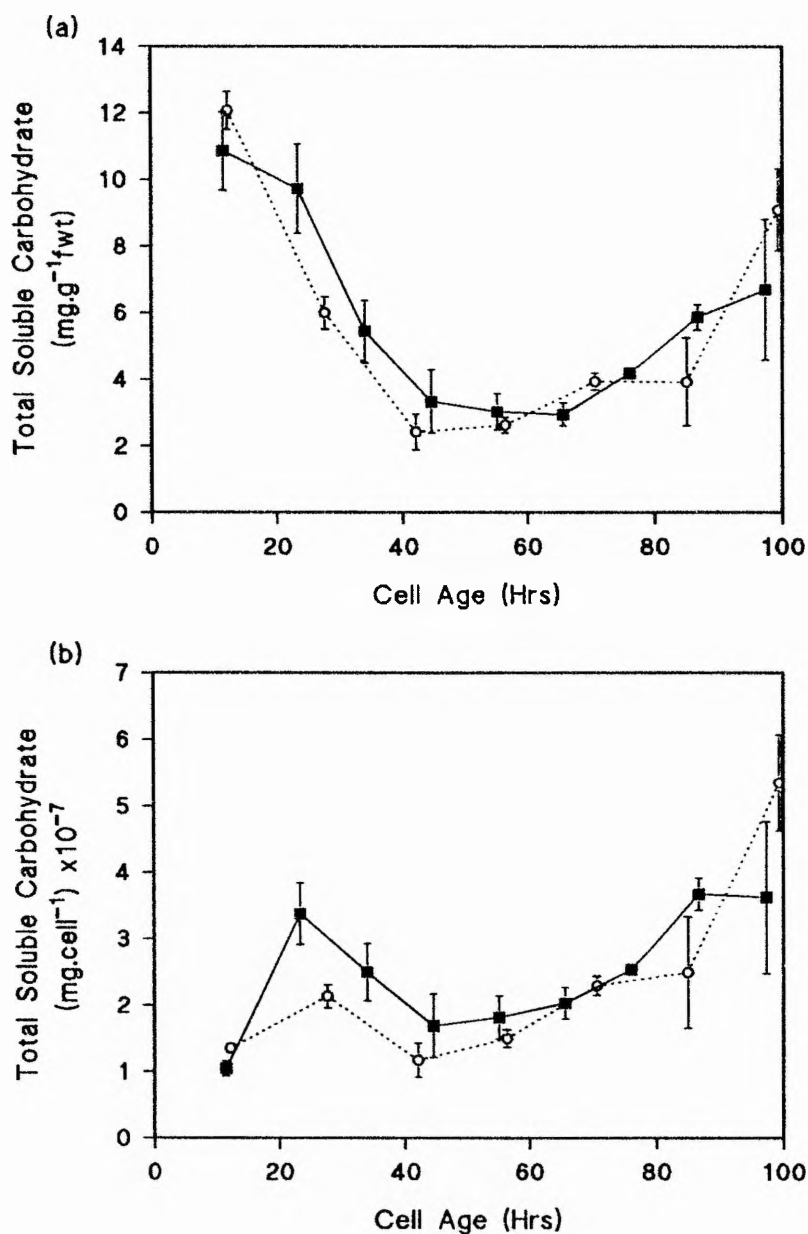 (a)
14
12
10
8
6
4
2
0
Total Soluble Carbohydrate
(mg.g⁻¹fwt)
0 20 40 60 80 100
Cell Age (Hrs)
(b)
7
6
5
4
3
2
1
0
Total Soluble Carbohydrate
(mg.cell⁻¹) x10⁻⁷
0 20 40 60 80 100
Cell Age (Hrs)